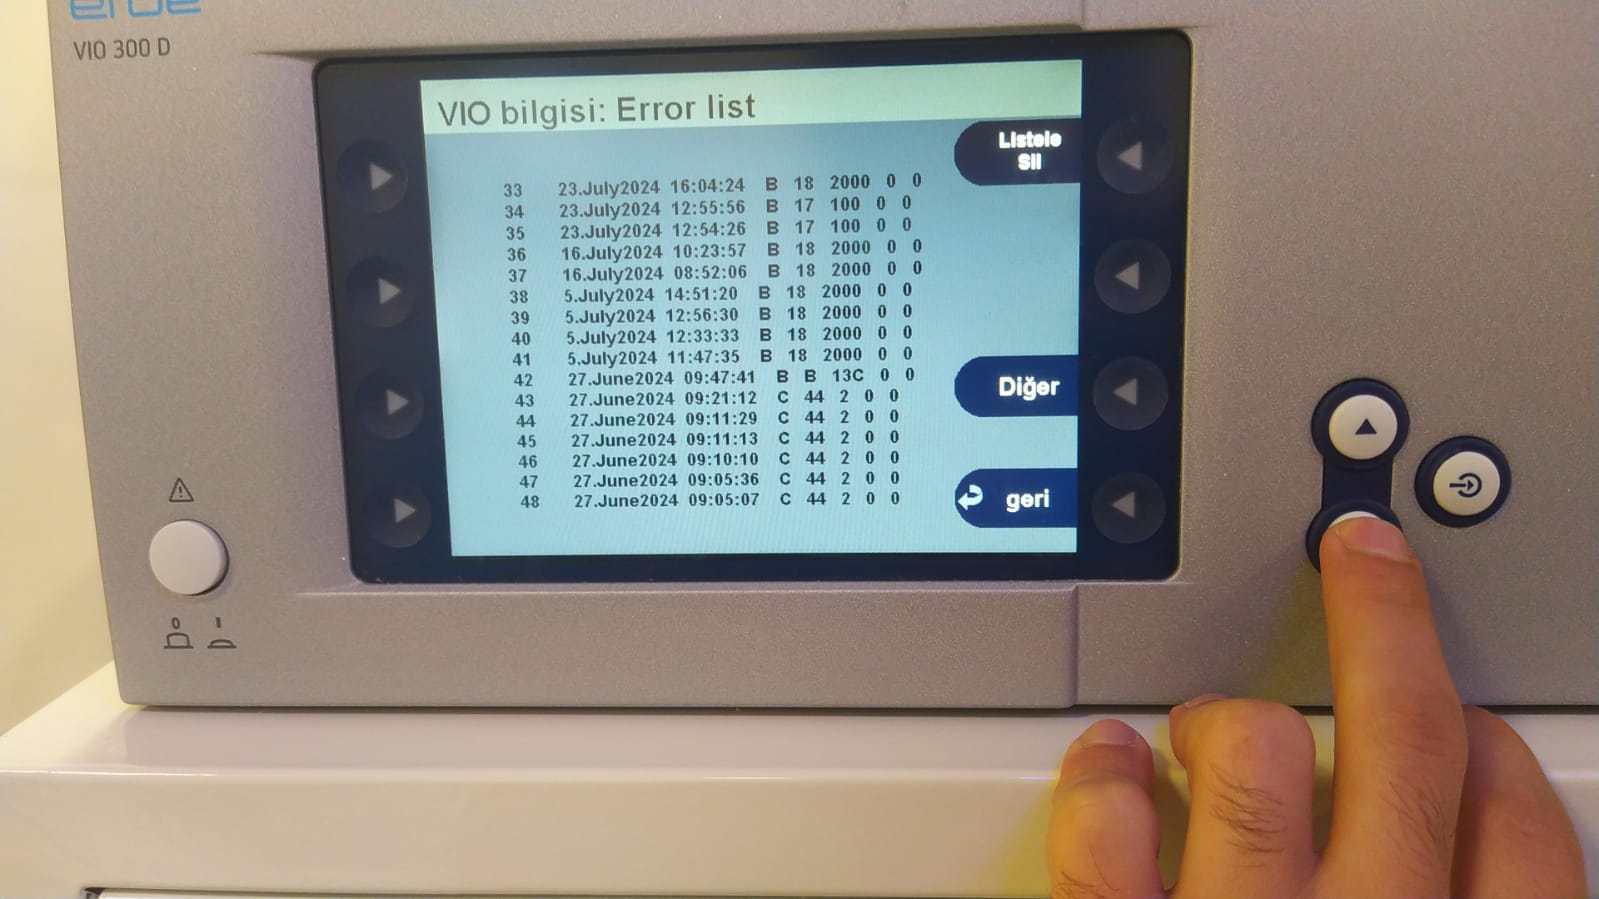 erbe
VIO 300 D
VIO bilgisi: Error list
Listele
Sil
33 23.July2024 16:04:24 B 18 2000 0 0
34 23.July2024 12:55:56 B 17 100 0 0
35 23.July2024 12:54:26 B 17 100 0 0
36 16.July2024 10:23:57 B 18 2000 0 0
37 16.July2024 08:52:06 B 18 2000 0 0
38 5.July2024 14:51:20 B 18 2000 0 0
39 5.July2024 12:56:30 B 18 2000 0 0
40 5.July2024 12:33:33 B 18 2000 0 0
41 5.July2024 11:47:35 B 18 2000 0 0
42 27.June2024 09:47:41 B B 13C 0 0
43 27.June2024 09:21:12 C 44 2 0 0
44 27.June2024 09:11:29 C 44 2 0 0
45 27.June2024 09:11:13 C 44 2 0 0
46 27.June2024 09:10:10 C 44 2 0 0
47 27.June2024 09:05:36 C 44 2 0 0
48 27.June2024 09:05:07 C 44 2 0 0
Diğer
geri
0 I